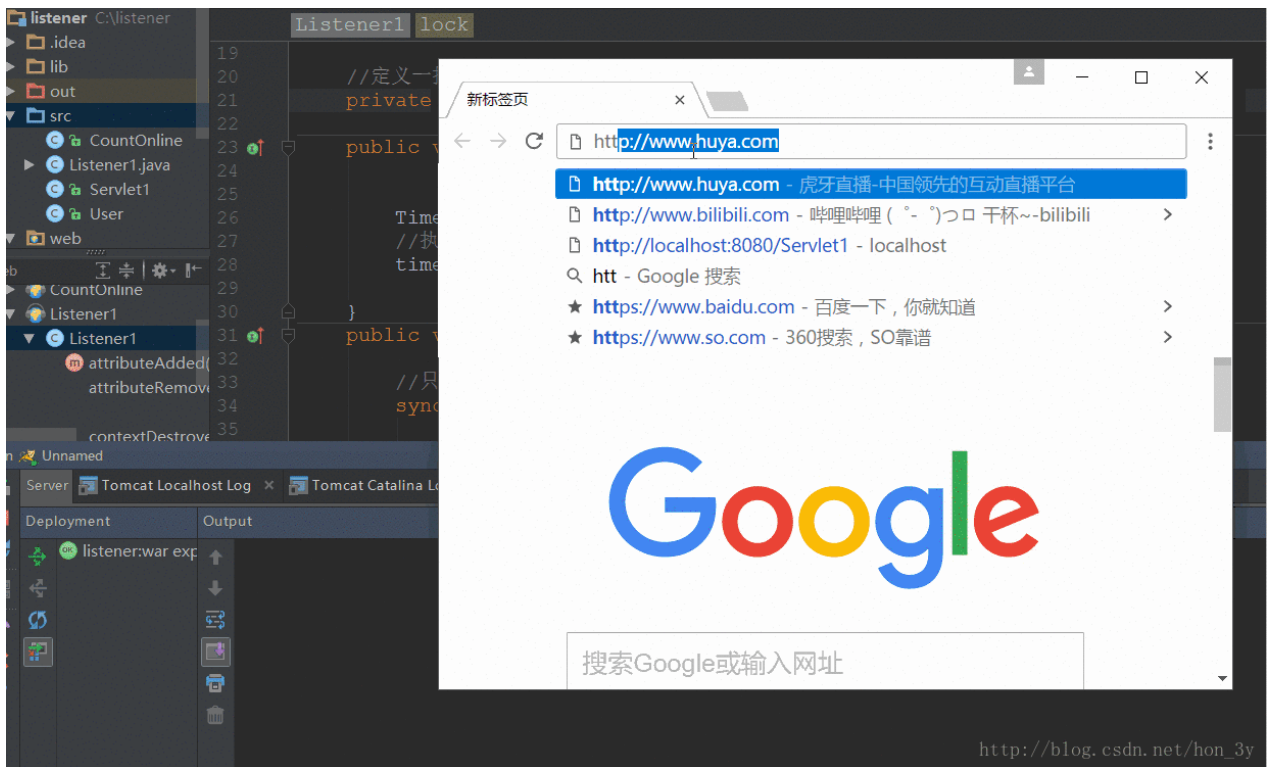 listener C:\listener
.idea
lib
out
src
CountOnline
Listener1.java
Servlet1
User
web
CountOnline
Listener1
Listener1
attributeAdded(
attributeRemove
contextDestroye
Listener1 lock
19
20 //定义一
21 private
22
23 public v
24
25
26 Time
27 //执
28 time
29
30 }
31 public v
32
33 //只
34 sync
35
新标签页
http://www.huya.com
http://www.huya.com - 虎牙直播-中国领先的互动直播平台
http://www.bilibili.com - 哔哩哔哩 ( ゜- ゜)つロ 干杯~-bilibili
http://localhost:8080/Servlet1 - localhost
htt - Google 搜索
https://www.baidu.com - 百度一下，你就知道
https://www.so.com - 360搜索，SO靠谱
Google
搜索Google或输入网址
Unnamed
Server Tomcat Localhost Log Tomcat Catalina Lo
Deployment Output
OK listener:war exp
http://blog.csdn.net/hon_3y